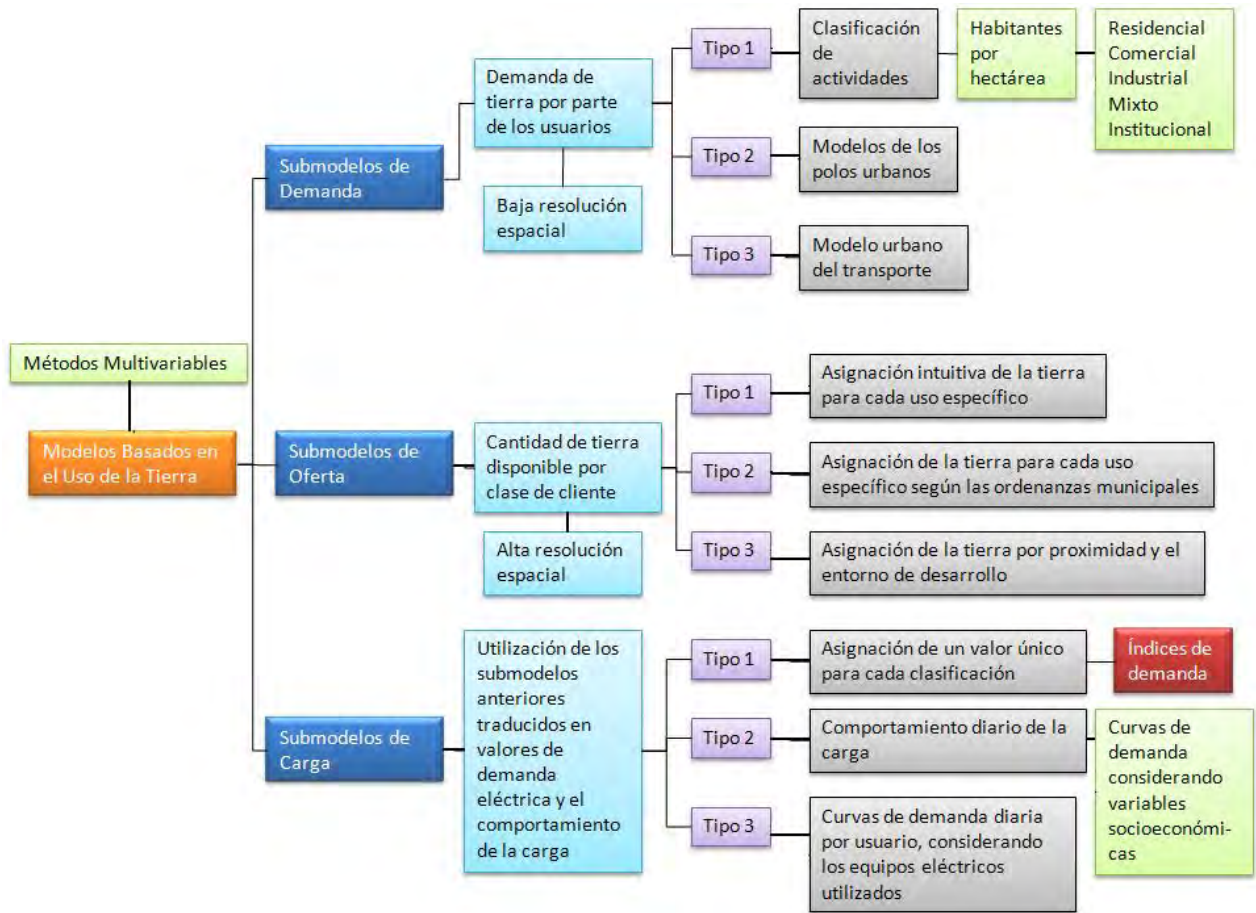 Métodos Multivariables
Modelos Basados en
el Uso de la Tierra
Submodelos de
Demanda
Demanda de
tierra por parte
de los usuarios
Baja resolución
espacial
Tipo 1
Clasificación
de
actividades
Habitantes
por
hectárea
Residencial
Comercial
Industrial
Mixto
Institucional
Tipo 2
Modelos de los
polos urbanos
Tipo 3
Modelo urbano
del transporte
Submodelos de
Oferta
Cantidad de tierra
disponible por
clase de cliente
Alta resolución
espacial
Tipo 1
Asignación intuitiva de la tierra
para cada uso específico
Tipo 2
Asignación de la tierra para cada uso
específico según las ordenanzas municipales
Tipo 3
Asignación de la tierra por proximidad y el
entorno de desarrollo
Submodelos de
Carga
Utilización de los
submodelos
anteriores
traducidos en
valores de
demanda
eléctrica y el
comportamiento
de la carga
Tipo 1
Asignación de un valor único
para cada clasificación
Índices de
demanda
Tipo 2
Comportamiento diario de la
carga
Curvas de
demanda
considerando
variables
socioeconómi-
cas
Tipo 3
Curvas de demanda diaria
por usuario, considerando
los equipos eléctricos
utilizados